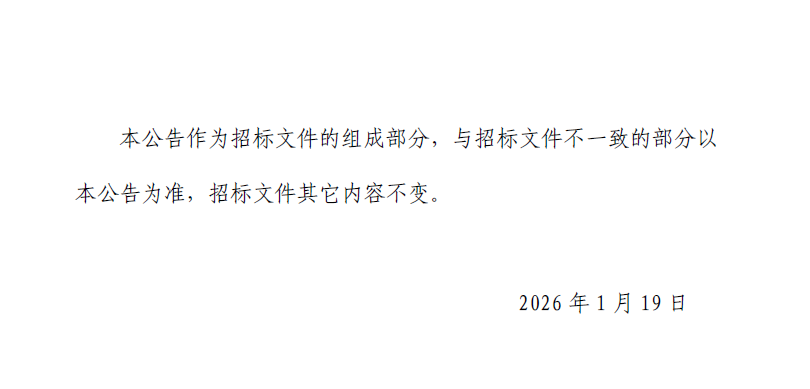 本公告作为招标文件的组成部分，与招标文件不一致的部分以
本公告为准，招标文件其它内容不变。
2026 年 1 月 19 日